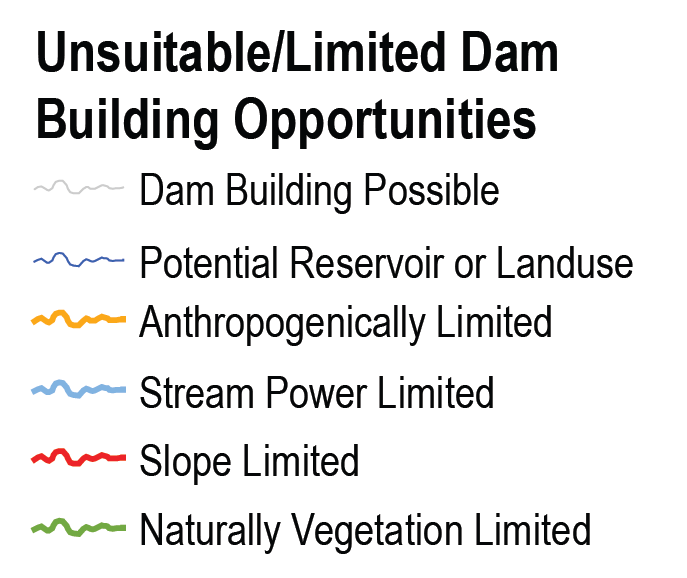 Unsuitable/Limited Dam
Building Opportunities
Dam Building Possible
Potential Reservoir or Landuse
Anthropogenically Limited
Stream Power Limited
Slope Limited
Naturally Vegetation Limited